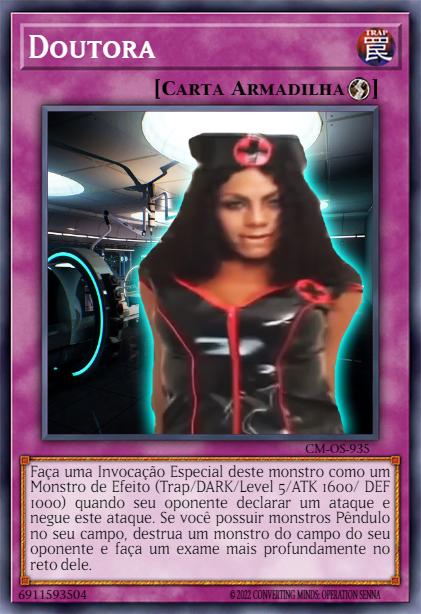 DOUTORA
TRAP
罠
[CARTA ARMADILHA]
CM-OS-935
Faça uma Invocação Especial deste monstro como um
Monstro de Efeito (Trap/DARK/Level 5/ATK 1600/ DEF
1000) quando seu oponente declarar um ataque e
negue este ataque. Se você possuir monstros Pêndulo
no seu campo, destrua um monstro do campo do seu
oponente e faça um exame mais profundamente no
reto dele.
6911593504
©2022 CONVERTING MINDS: OPERATION SENNA